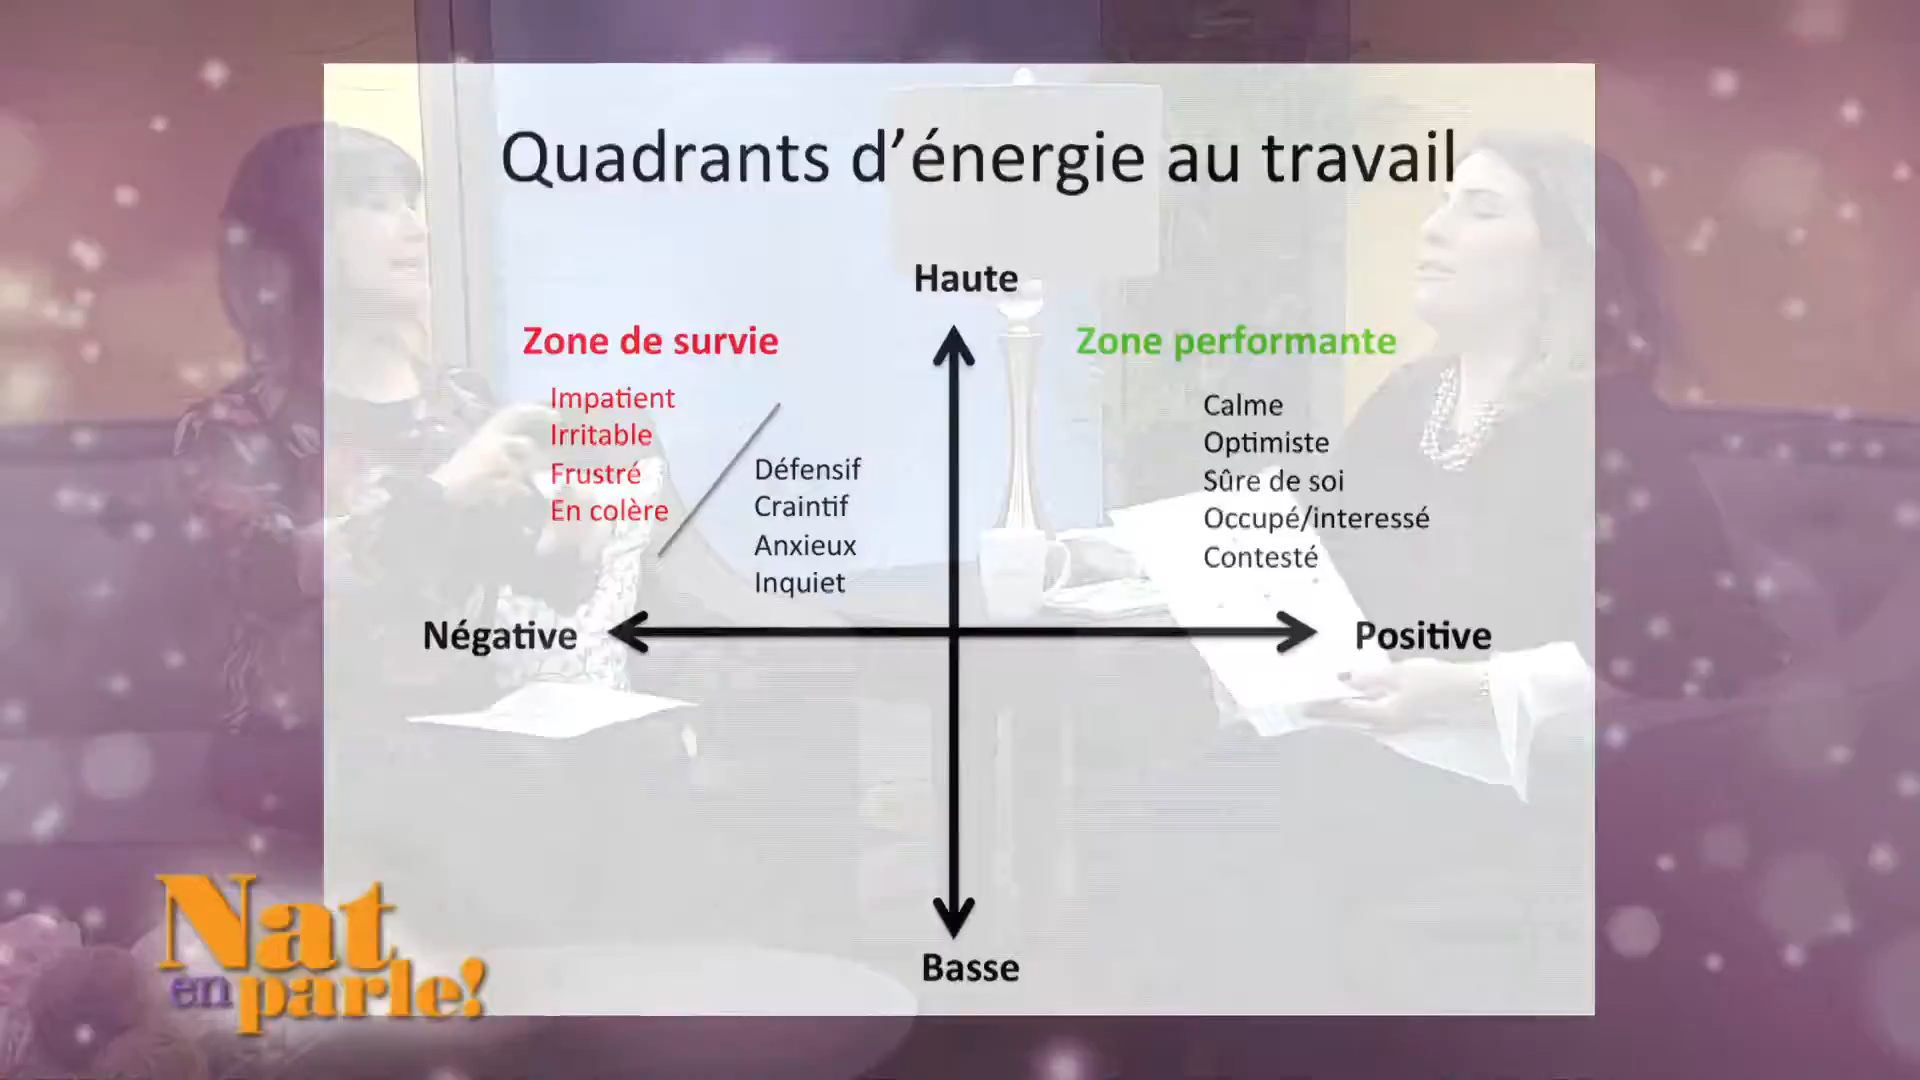 Quadrants d’énergie au travail
Haute
Zone de survie
Zone performante
Impatient
Irritable
Frustré
En colère
Défensif
Craintif
Anxieux
Inquiet
Calme
Optimiste
Sûre de soi
Occupé/interessé
Contesté
Négative
Positive
Basse
Nat
en parle!